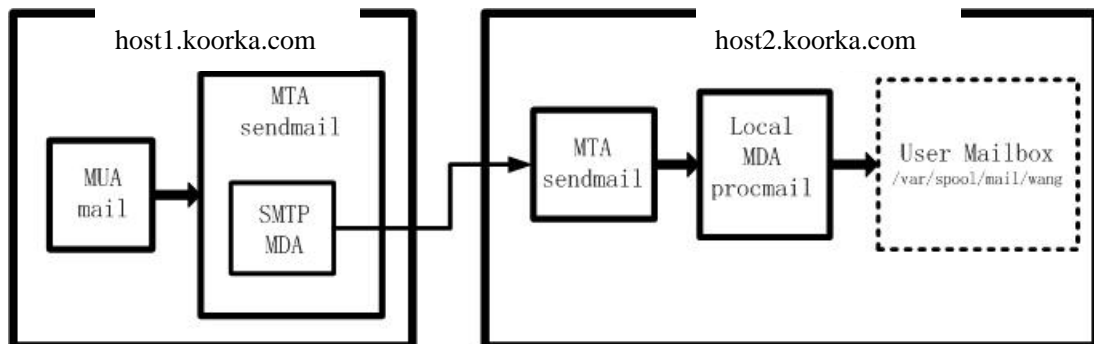 host1.koorka.com
MUA
mail
MTA
sendmail
SMTP
MDA
host2.koorka.com
MTA
sendmail
Local
MDA
procmail
User Mailbox
/var/spool/mail/wang